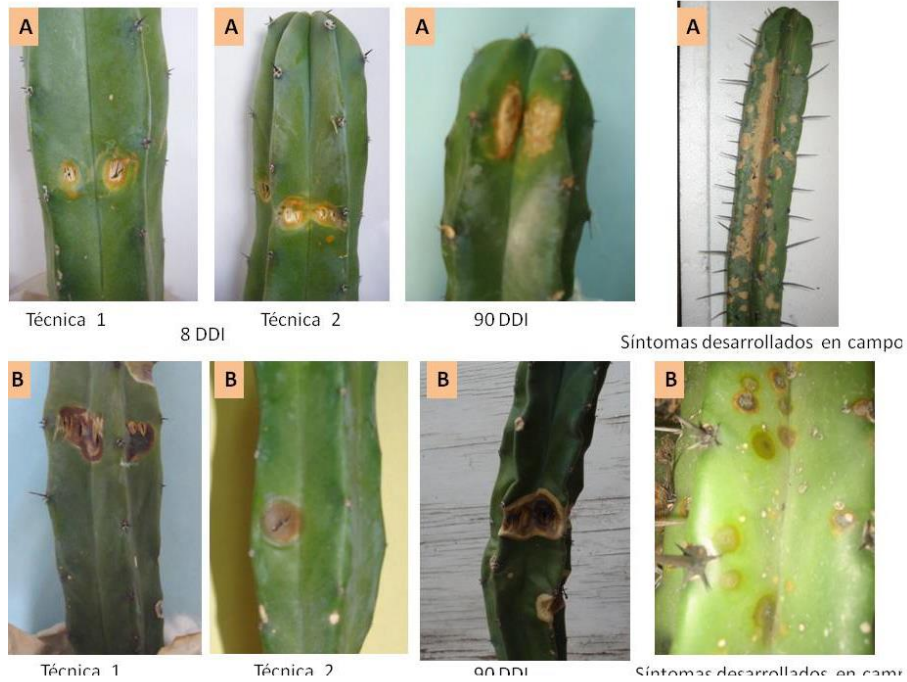 A A A A
Técnica 1 Técnica 2 90 DDI
8 DDI
Síntomas desarrollados en campo
B B B B
Técnica 1 Técnica 2 90 DDI Síntomas desarrollados en